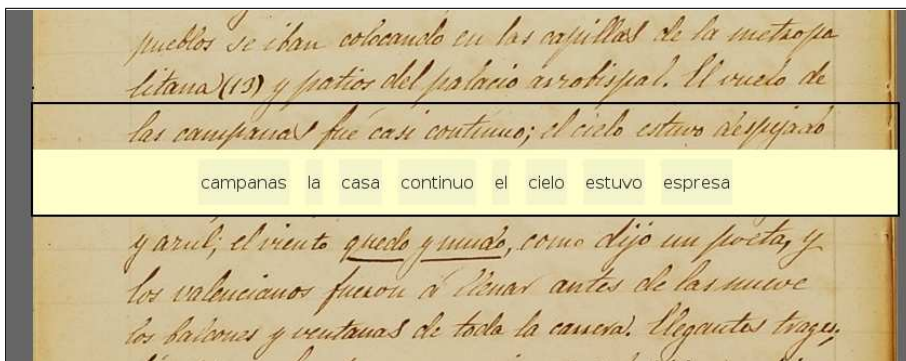 pueblos se iban colocando en las capillas de la metropo
litana (13) y patios del palacio arzobispal. El vuelo de
las campanas fué casi continuo; el cielo estuvo despejado
campanas la casa continuo el cielo estuvo espresa
y azul; el viento quedo y mudo, como dijo un poeta, y
los valencianos fueron á llenar antes de las nueve
los balcones y ventanas de toda la carrera. Elegantes trages,